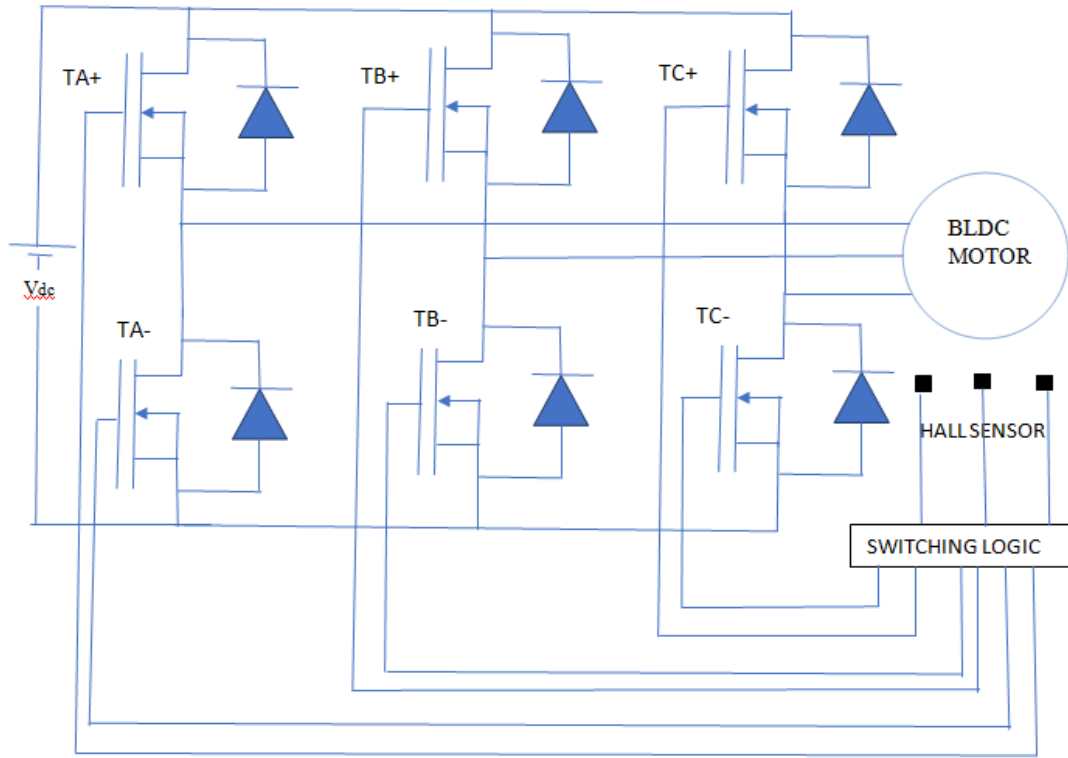 TA+
TB+
TC+
BLDC
MOTOR
Vdc
TA-
TB-
TC-
HALL SENSOR
SWITCHING LOGIC